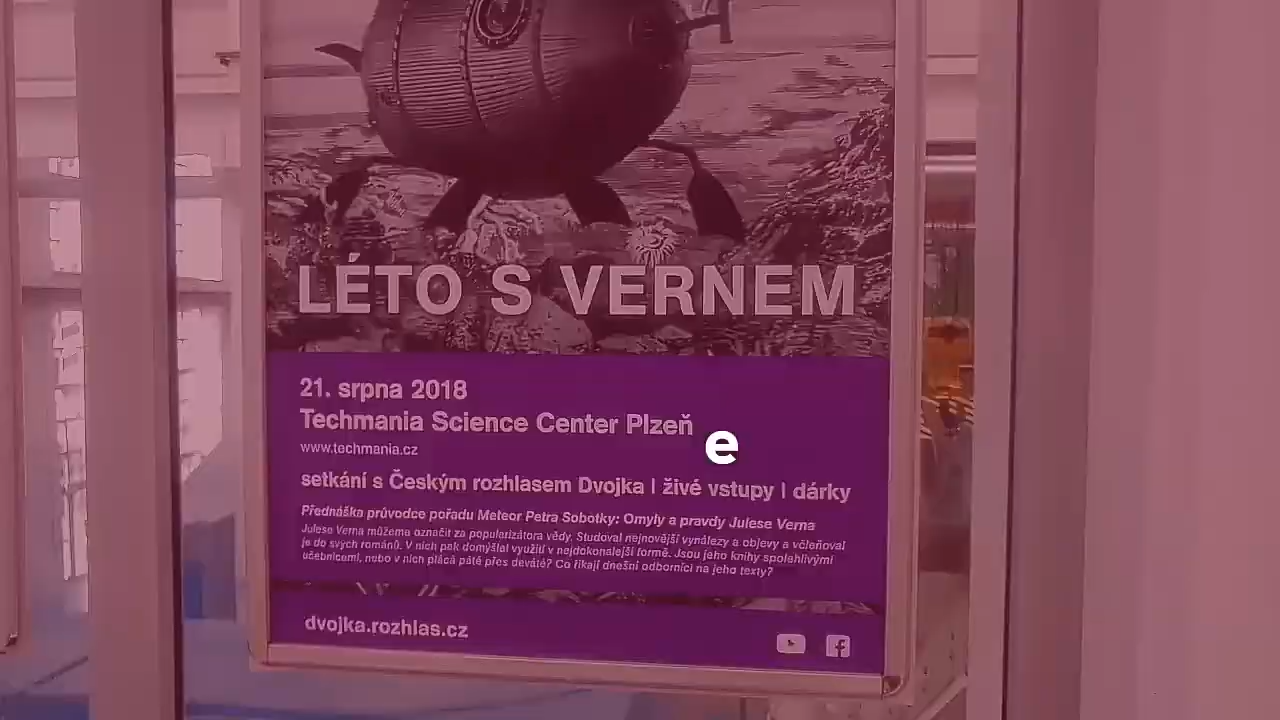 LÉTO S VERNEM
21. srpna 2018
Techmania Science Center Plzeň
e
www.techmania.cz
setkání s Českým rozhlasem Dvojka | živé vstupy | dárky
Přednáška průvodce pořadu Meteor Petra Sobotky: Omyly a pravdy Julese Verna
Julese Verna můžema označit za popularizátora vědy. Studoval nejnovější vynálezy a objevy a včleňoval
je do svých románů. V nich pak domýšlel využití v nejdokonalejší formě. Jsou jeho knihy spolehlivými
učebnicemi, nebo v nich plácá páté přes deváté? Co říkají dnešní odborníci na jeho texty?
dvojka.rozhlas.cz